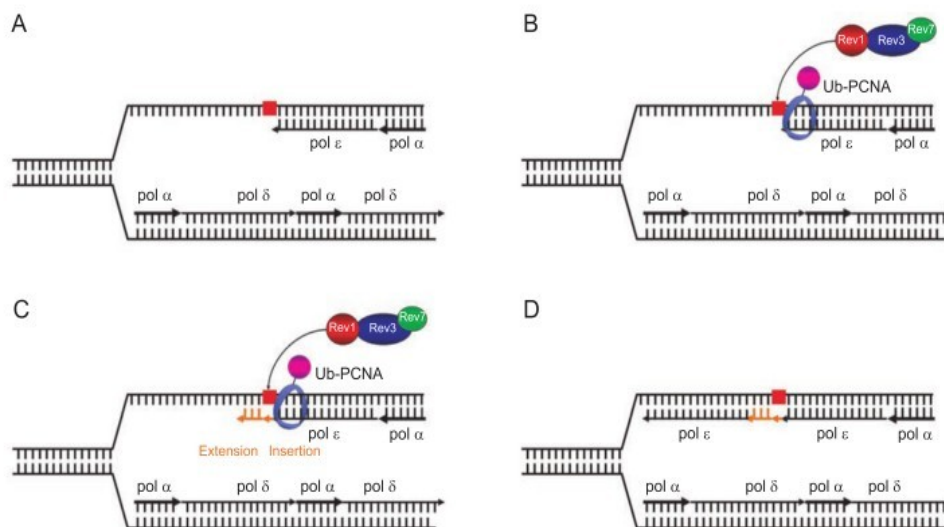 A
pol ε
pol α
pol α
pol δ
pol α
pol δ
B
Rev1
Rev3
Rev7
Ub-PCNA
pol ε
pol α
pol α
pol δ
pol α
pol δ
C
Rev1
Rev3
Rev7
Ub-PCNA
pol ε
pol α
Extension Insertion
pol α
pol δ
pol α
pol δ
D
pol ε
pol ε
pol α
pol α
pol δ
pol α
pol δ